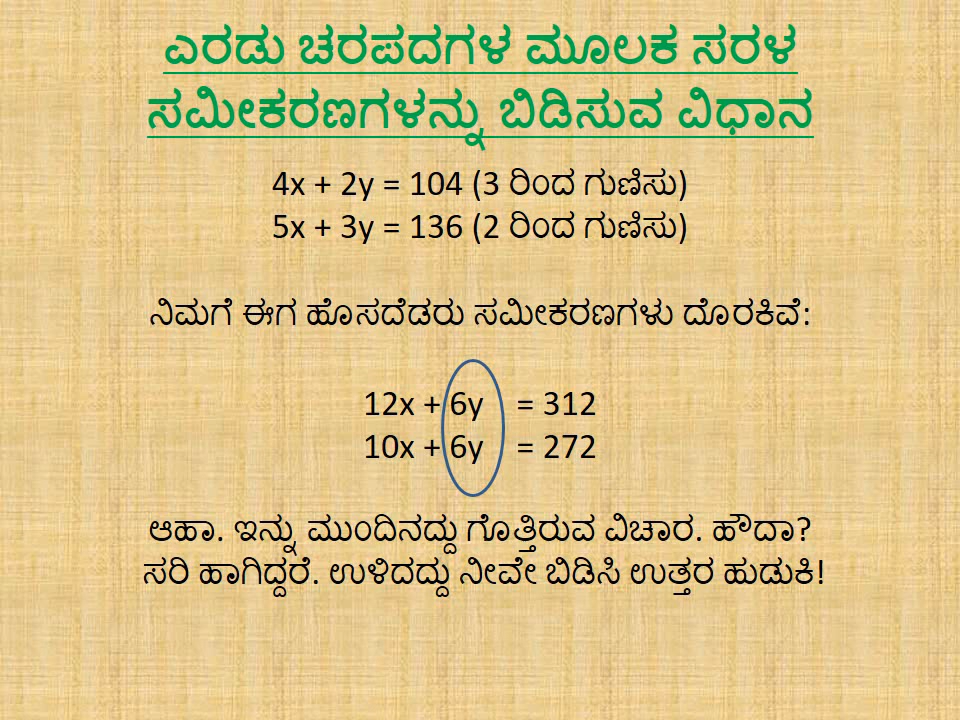 ಎರಡು ಚರಪದಗಳ ಮೂಲಕ ಸರಳ
ಸಮೀಕರಣಗಳನ್ನು ಬಿಡಿಸುವ ವಿಧಾನ
4x + 2y = 104 (3 ರಿಂದ ಗುಣಿಸು)
5x + 3y = 136 (2 ರಿಂದ ಗುಣಿಸು)
ನಿಮಗೆ ಈಗ ಹೊಸದೆಡರು ಸಮೀಕರಣಗಳು ದೊರಕಿವೆ:
12x + 6y = 312
10x + 6y = 272
ಆಹಾ. ಇನ್ನು ಮುಂದಿನದ್ದು ಗೊತ್ತಿರುವ ವಿಚಾರ. ಹೌದಾ?
ಸರಿ ಹಾಗಿದ್ದರೆ. ಉಳಿದದ್ದು ನೀವೇ ಬಿಡಿಸಿ ಉತ್ತರ ಹುಡುಕಿ!